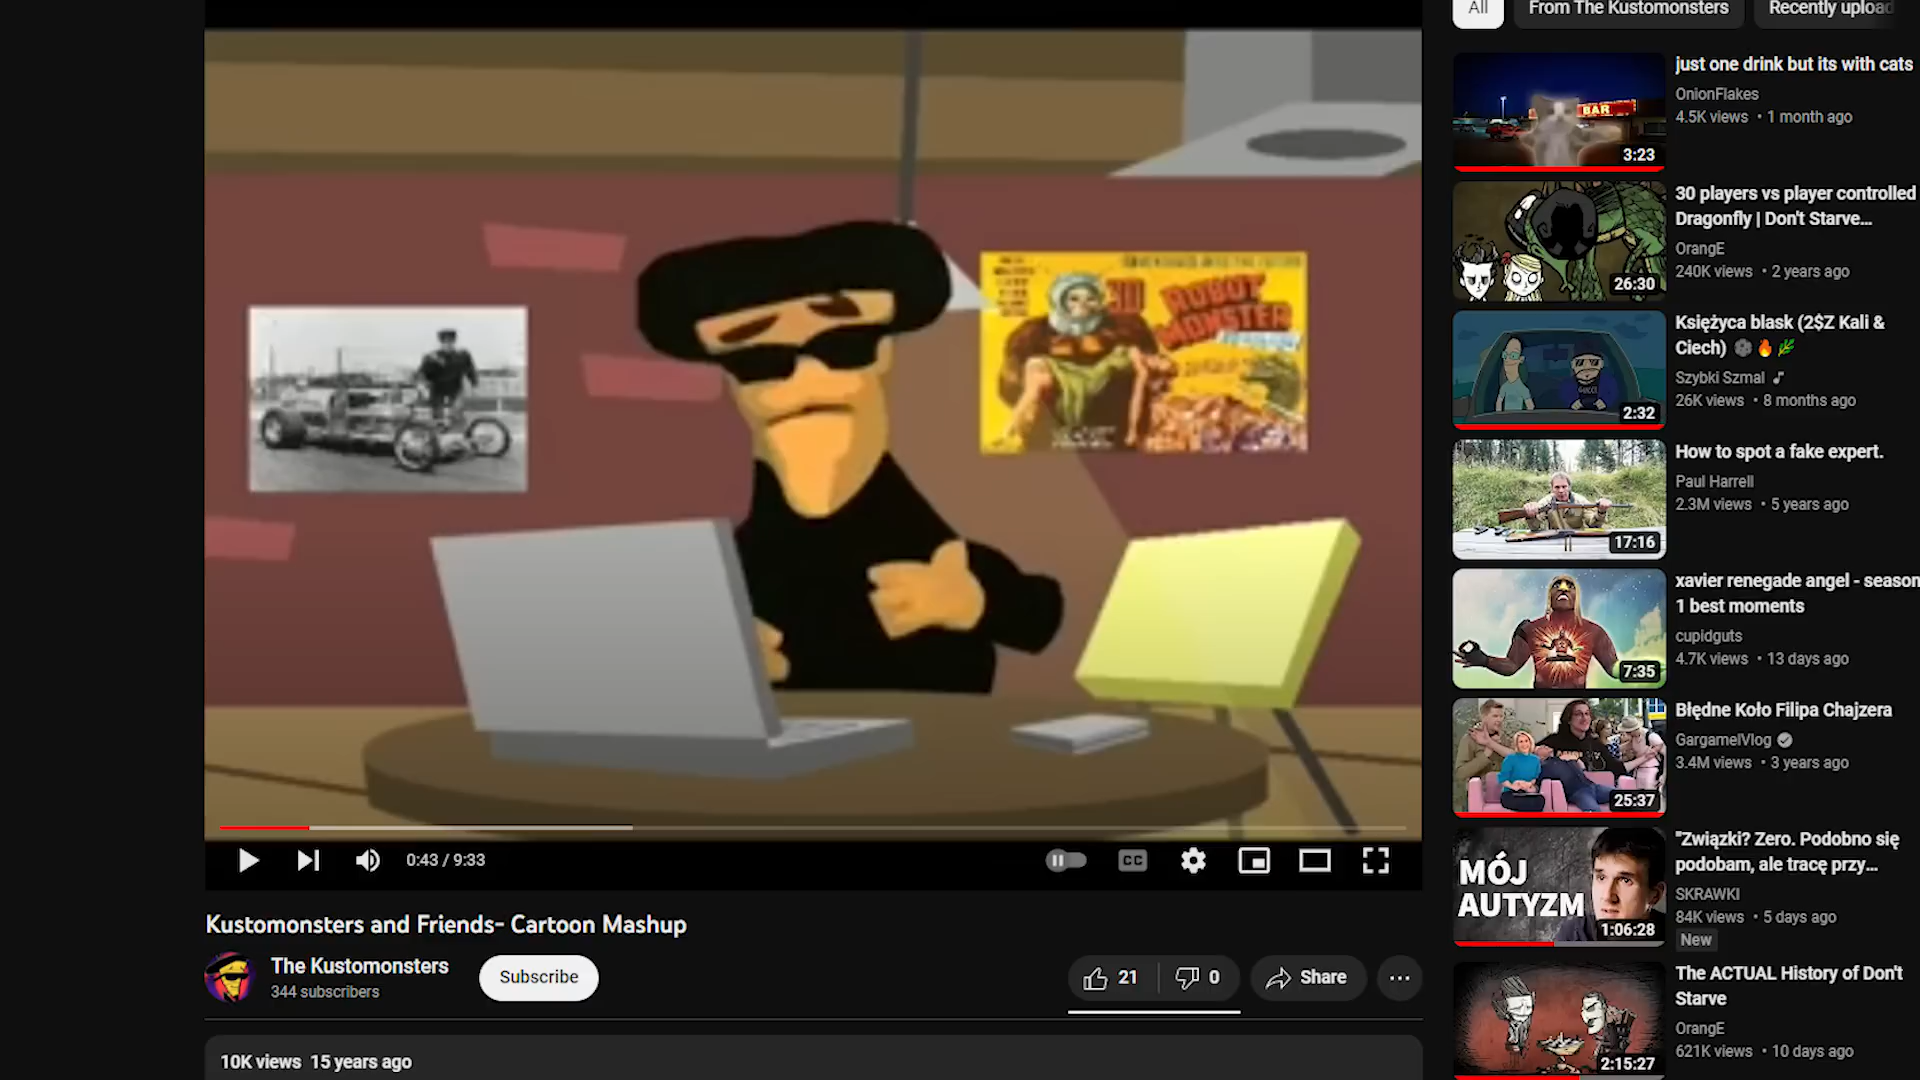 All
From The Kustomonsters
Recently upload
just one drink but its with cats
OnionFlakes
4.5K views • 1 month ago
BAR
3:23
30 players vs player controlled
Dragonfly | Don't Starve...
OrangE
240K views • 2 years ago
26:30
Księżyca blask (2$Z Kali &
Ciech)
Szybki Szmal
26K views • 8 months ago
2:32
How to spot a fake expert.
Paul Harrell
2.3M views • 5 years ago
17:16
xavier renegade angel - season
1 best moments
cupidguts
4.7K views • 13 days ago
7:35
Błędne Koło Filipa Chajzera
GargamelVlog
3.4M views • 3 years ago
25:37
"Związki? Zero. Podobno się
podobam, ale tracę przy...
SKRAWKI
84K views • 5 days ago
New
MÓJ
AUTYZM
1:06:28
The ACTUAL History of Don't
Starve
OrangE
621K views • 10 days ago
2:15:27
ROBOT
MONSTER
0:43 / 9:33
CC
Kustomonsters and Friends- Cartoon Mashup
The Kustomonsters
344 subscribers
Subscribe
21
0
Share
10K views 15 years ago